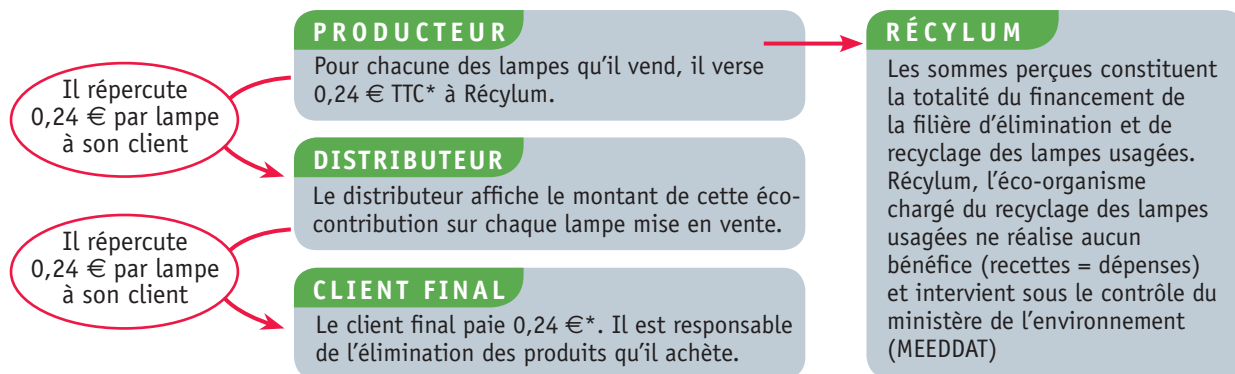 PRODUCTEUR
Pour chacune des lampes qu'il vend, il verse
0,24 € TTC* à Récylum.
Il répercute
0,24 € par lampe
à son client
DISTRIBUTEUR
Le distributeur affiche le montant de cette éco-
contribution sur chaque lampe mise en vente.
Il répercute
0,24 € par lampe
à son client
CLIENT FINAL
Le client final paie 0,24 €*. Il est responsable
de l'élimination des produits qu'il achète.
RÉCYLUM
Les sommes perçues constituent
la totalité du financement de
la filière d'élimination et de
recyclage des lampes usagées.
Récylum, l'éco-organisme
chargé du recyclage des lampes
usagées ne réalise aucun
bénéfice (recettes = dépenses)
et intervient sous le contrôle du
ministère de l'environnement
(MEEDDAT)